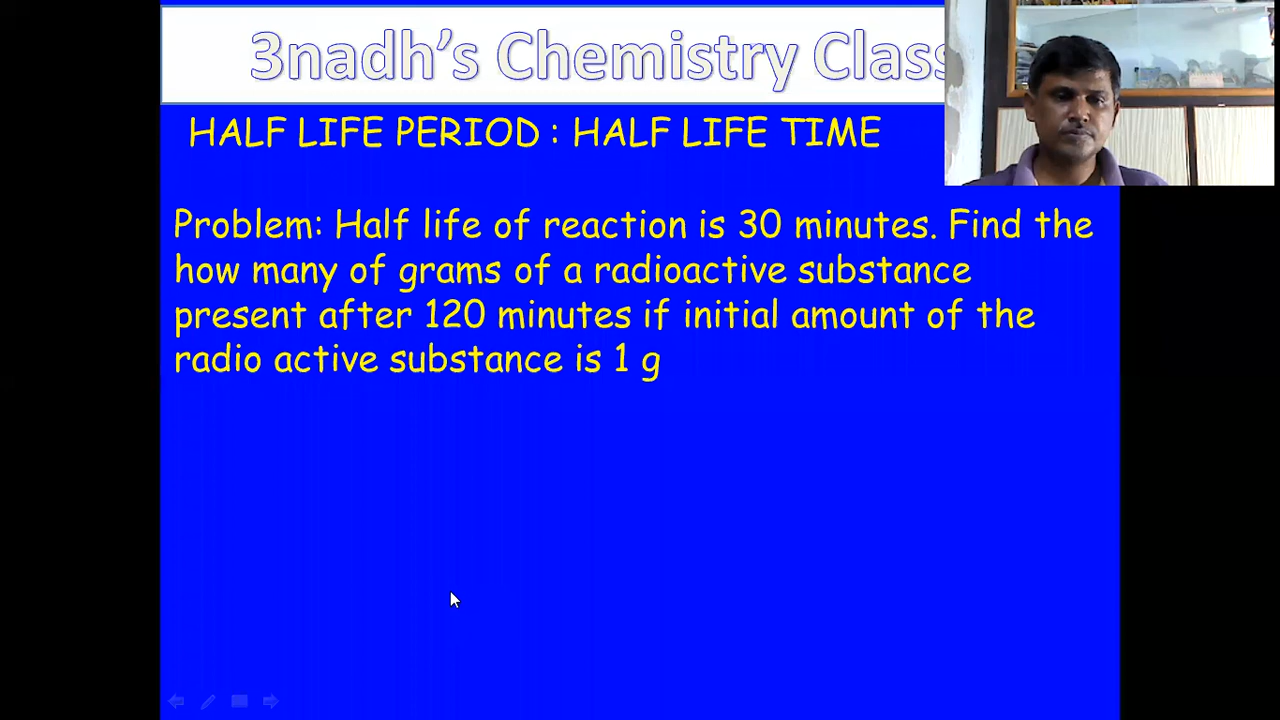 3nadh's Chemistry Class
HALF LIFE PERIOD : HALF LIFE TIME
Problem: Half life of reaction is 30 minutes. Find the
how many of grams of a radioactive substance
present after 120 minutes if initial amount of the
radio active substance is 1 g